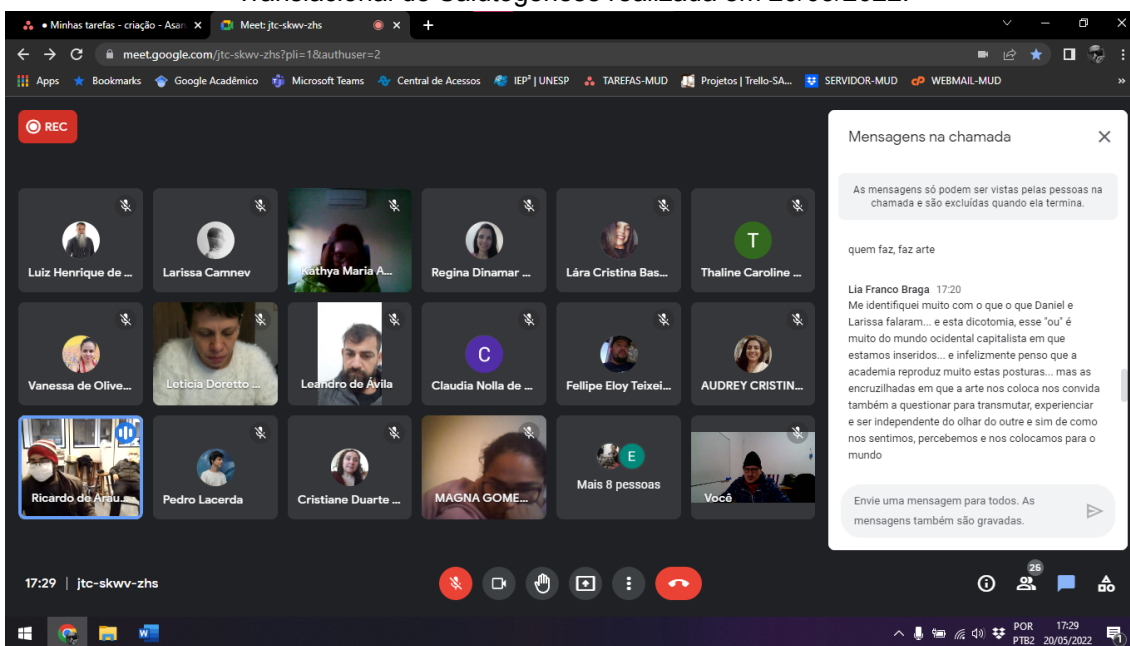 Translacional de Salutogênese realizada em 20/05/2022.
Minhas tarefas - criação - Asan
Meet: jtc-skwv-zhs
meet.google.com/jtc-skwv-zhs?pli=1&authuser=2
Apps
Bookmarks
Google Acadêmico
Microsoft Teams
Central de Acessos
IEP³ | UNESP
TAREFAS-MUD
Projetos | Trello-SA...
SERVIDOR-MUD
WEBMAIL-MUD
REC
Luiz Henrique de ...
Larissa Camnev
Kathya Maria A...
Regina Dinamar ...
Lára Cristina Bas...
T
Thaline Caroline ...
Vanessa de Olive...
Leticia Doretto ...
Leandro de Ávila
C
Claudia Nolla de ...
Fellipe Eloy Teixei...
AUDREY CRISTIN...
Ricardo de Arau...
Pedro Lacerda
Cristiane Duarte ...
MAGNA GOME...
E
Mais 8 pessoas
Você
Mensagens na chamada
As mensagens só podem ser vistas pelas pessoas na
chamada e são excluídas quando ela termina.
quem faz, faz arte
Lia Franco Braga 17:20
Me identifiquei muito com o que o que Daniel e
Larissa falaram... e esta dicotomia, esse "ou" é
muito do mundo ocidental capitalista em que
estamos inseridos... e infelizmente penso que a
academia reproduz muito estas posturas... mas as
encruzilhadas em que a arte nos coloca nos convida
também a questionar para transmutar, experienciar
e ser independente do olhar do outre e sim de como
nos sentimos, percebemos e nos colocamos para o
mundo
Envie uma mensagem para todos. As
mensagens também são gravadas.
17:29 | jtc-skwv-zhs
25
POR
PTB2
17:29
20/05/2022
1